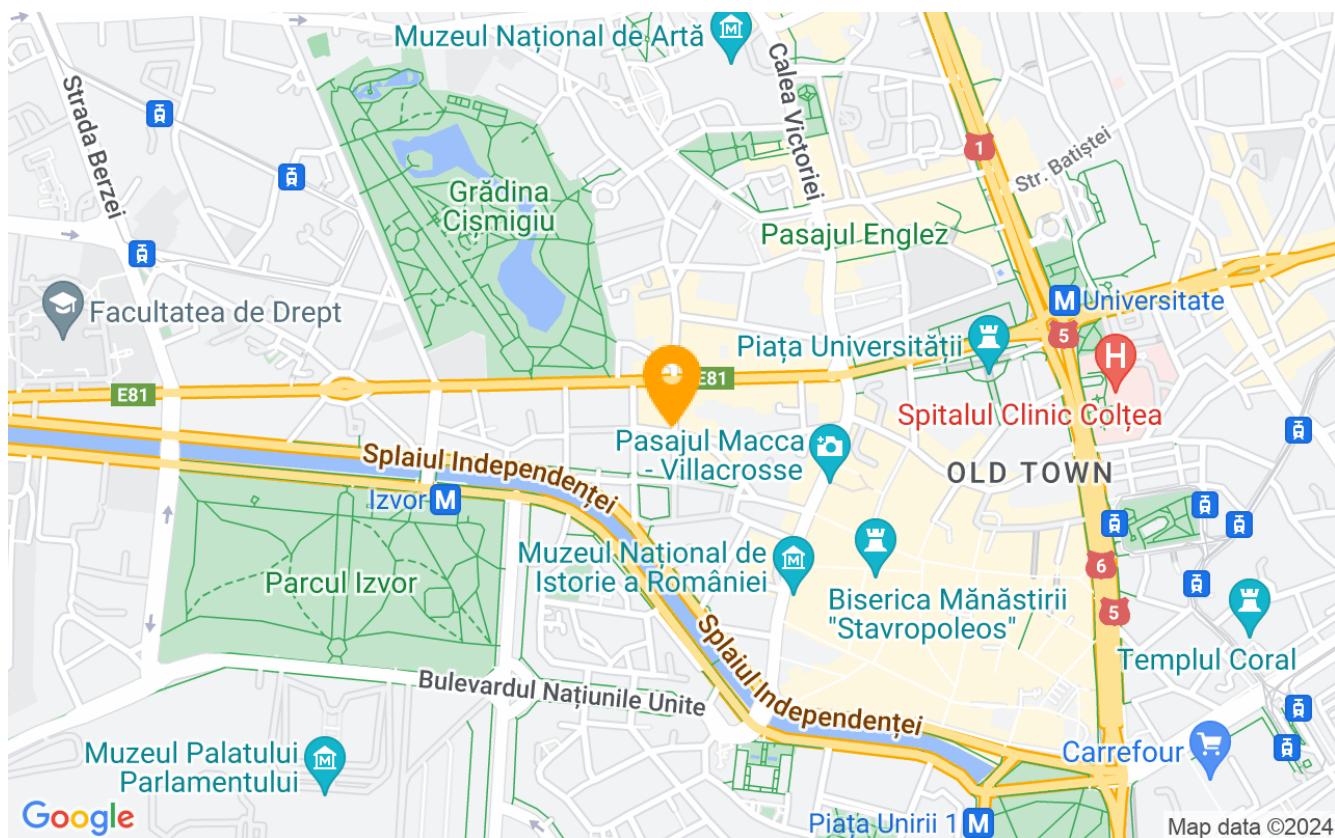 Muzeul Național de Artă
Calea Victoriei
Strada Berzei
1
Str. Batiștei
Grădina
Cișmigiu
Pasajul Englez
Facultatea de Drept
M Universitate
5
Piața Universității
H
E81
E81
Spitalul Clinic Colțea
Splaiul Independenței
Pasajul Macca
- Villacrosse
OLD TOWN
Izvor M
Muzeul Național de
Istorie a României
Parcul Izvor
6
5
Biserica Mănăstirii
"Stavropoleos"
Splaiul Independenței
Templul Coral
Bulevardul Națiunile Unite
Muzeul Palatului
Parlamentului
Carrefour
Google
Piața Unirii 1 M
Map data ©2024